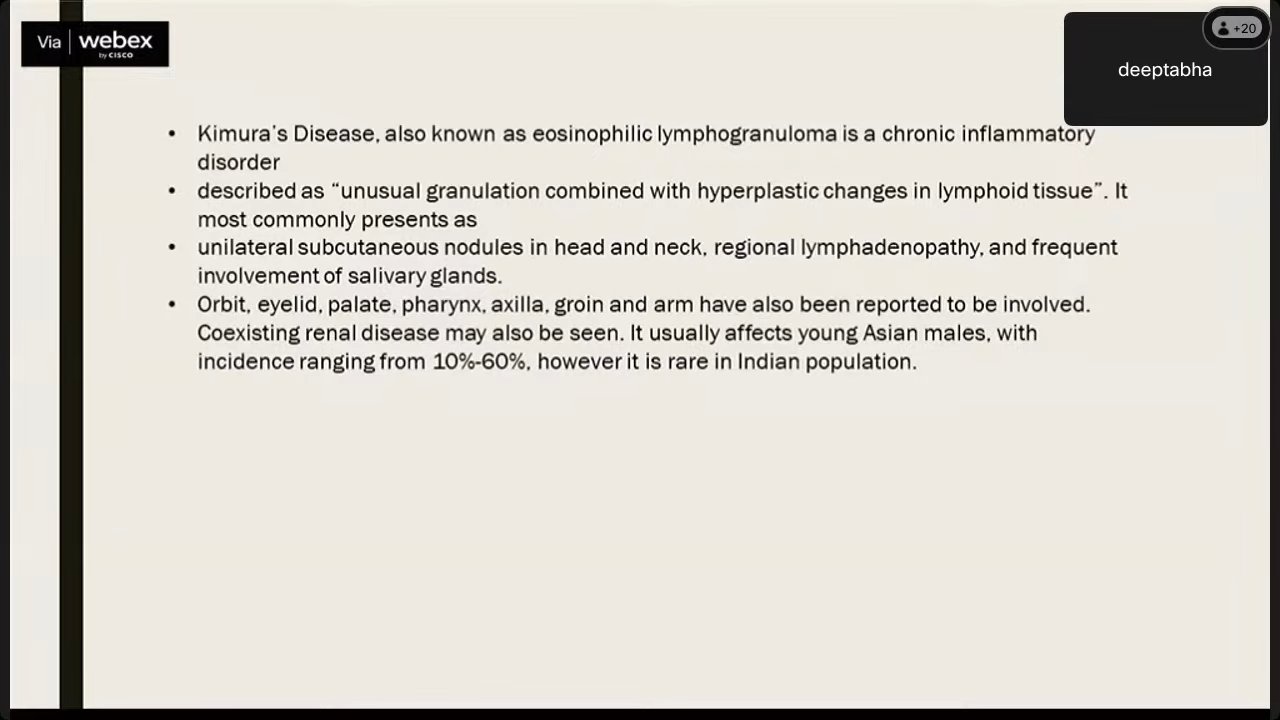 Via | webex
by CISCO
+20
deeptabha
• Kimura’s Disease, also known as eosinophilic lymphogranuloma is a chronic inflammatory
disorder
• described as “unusual granulation combined with hyperplastic changes in lymphoid tissue”. It
most commonly presents as
• unilateral subcutaneous nodules in head and neck, regional lymphadenopathy, and frequent
involvement of salivary glands.
• Orbit, eyelid, palate, pharynx, axilla, groin and arm have also been reported to be involved.
Coexisting renal disease may also be seen. It usually affects young Asian males, with
incidence ranging from 10%-60%, however it is rare in Indian population.